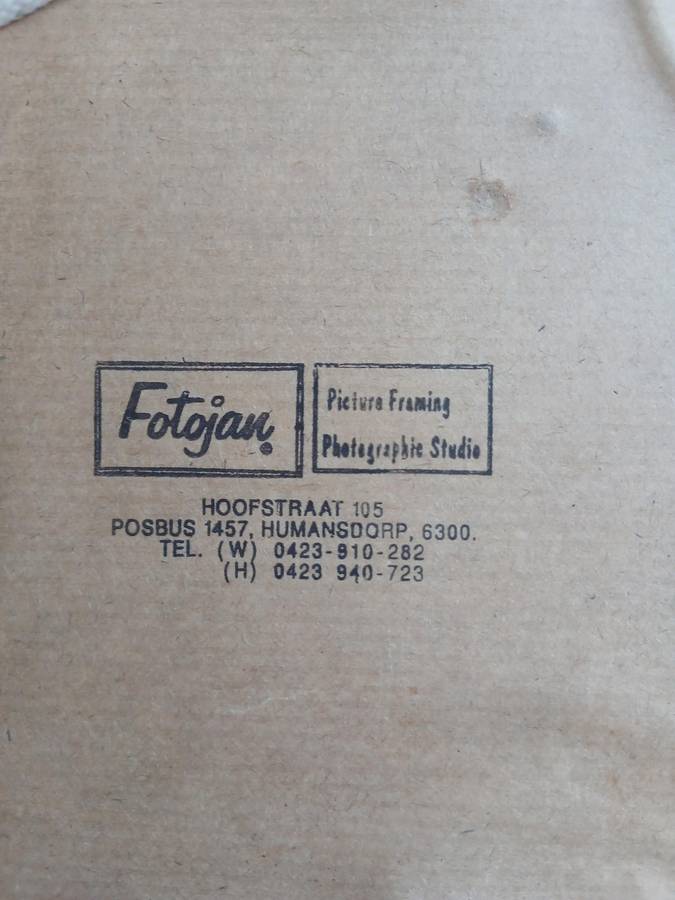 Fotojan.
Picture Framing
Photographic Studio
HOOFSTRAAT 105
POSBUS 1457, HUMANSDORP, 6300.
TEL. (W) 0423-910-282
(H) 0423 940-723